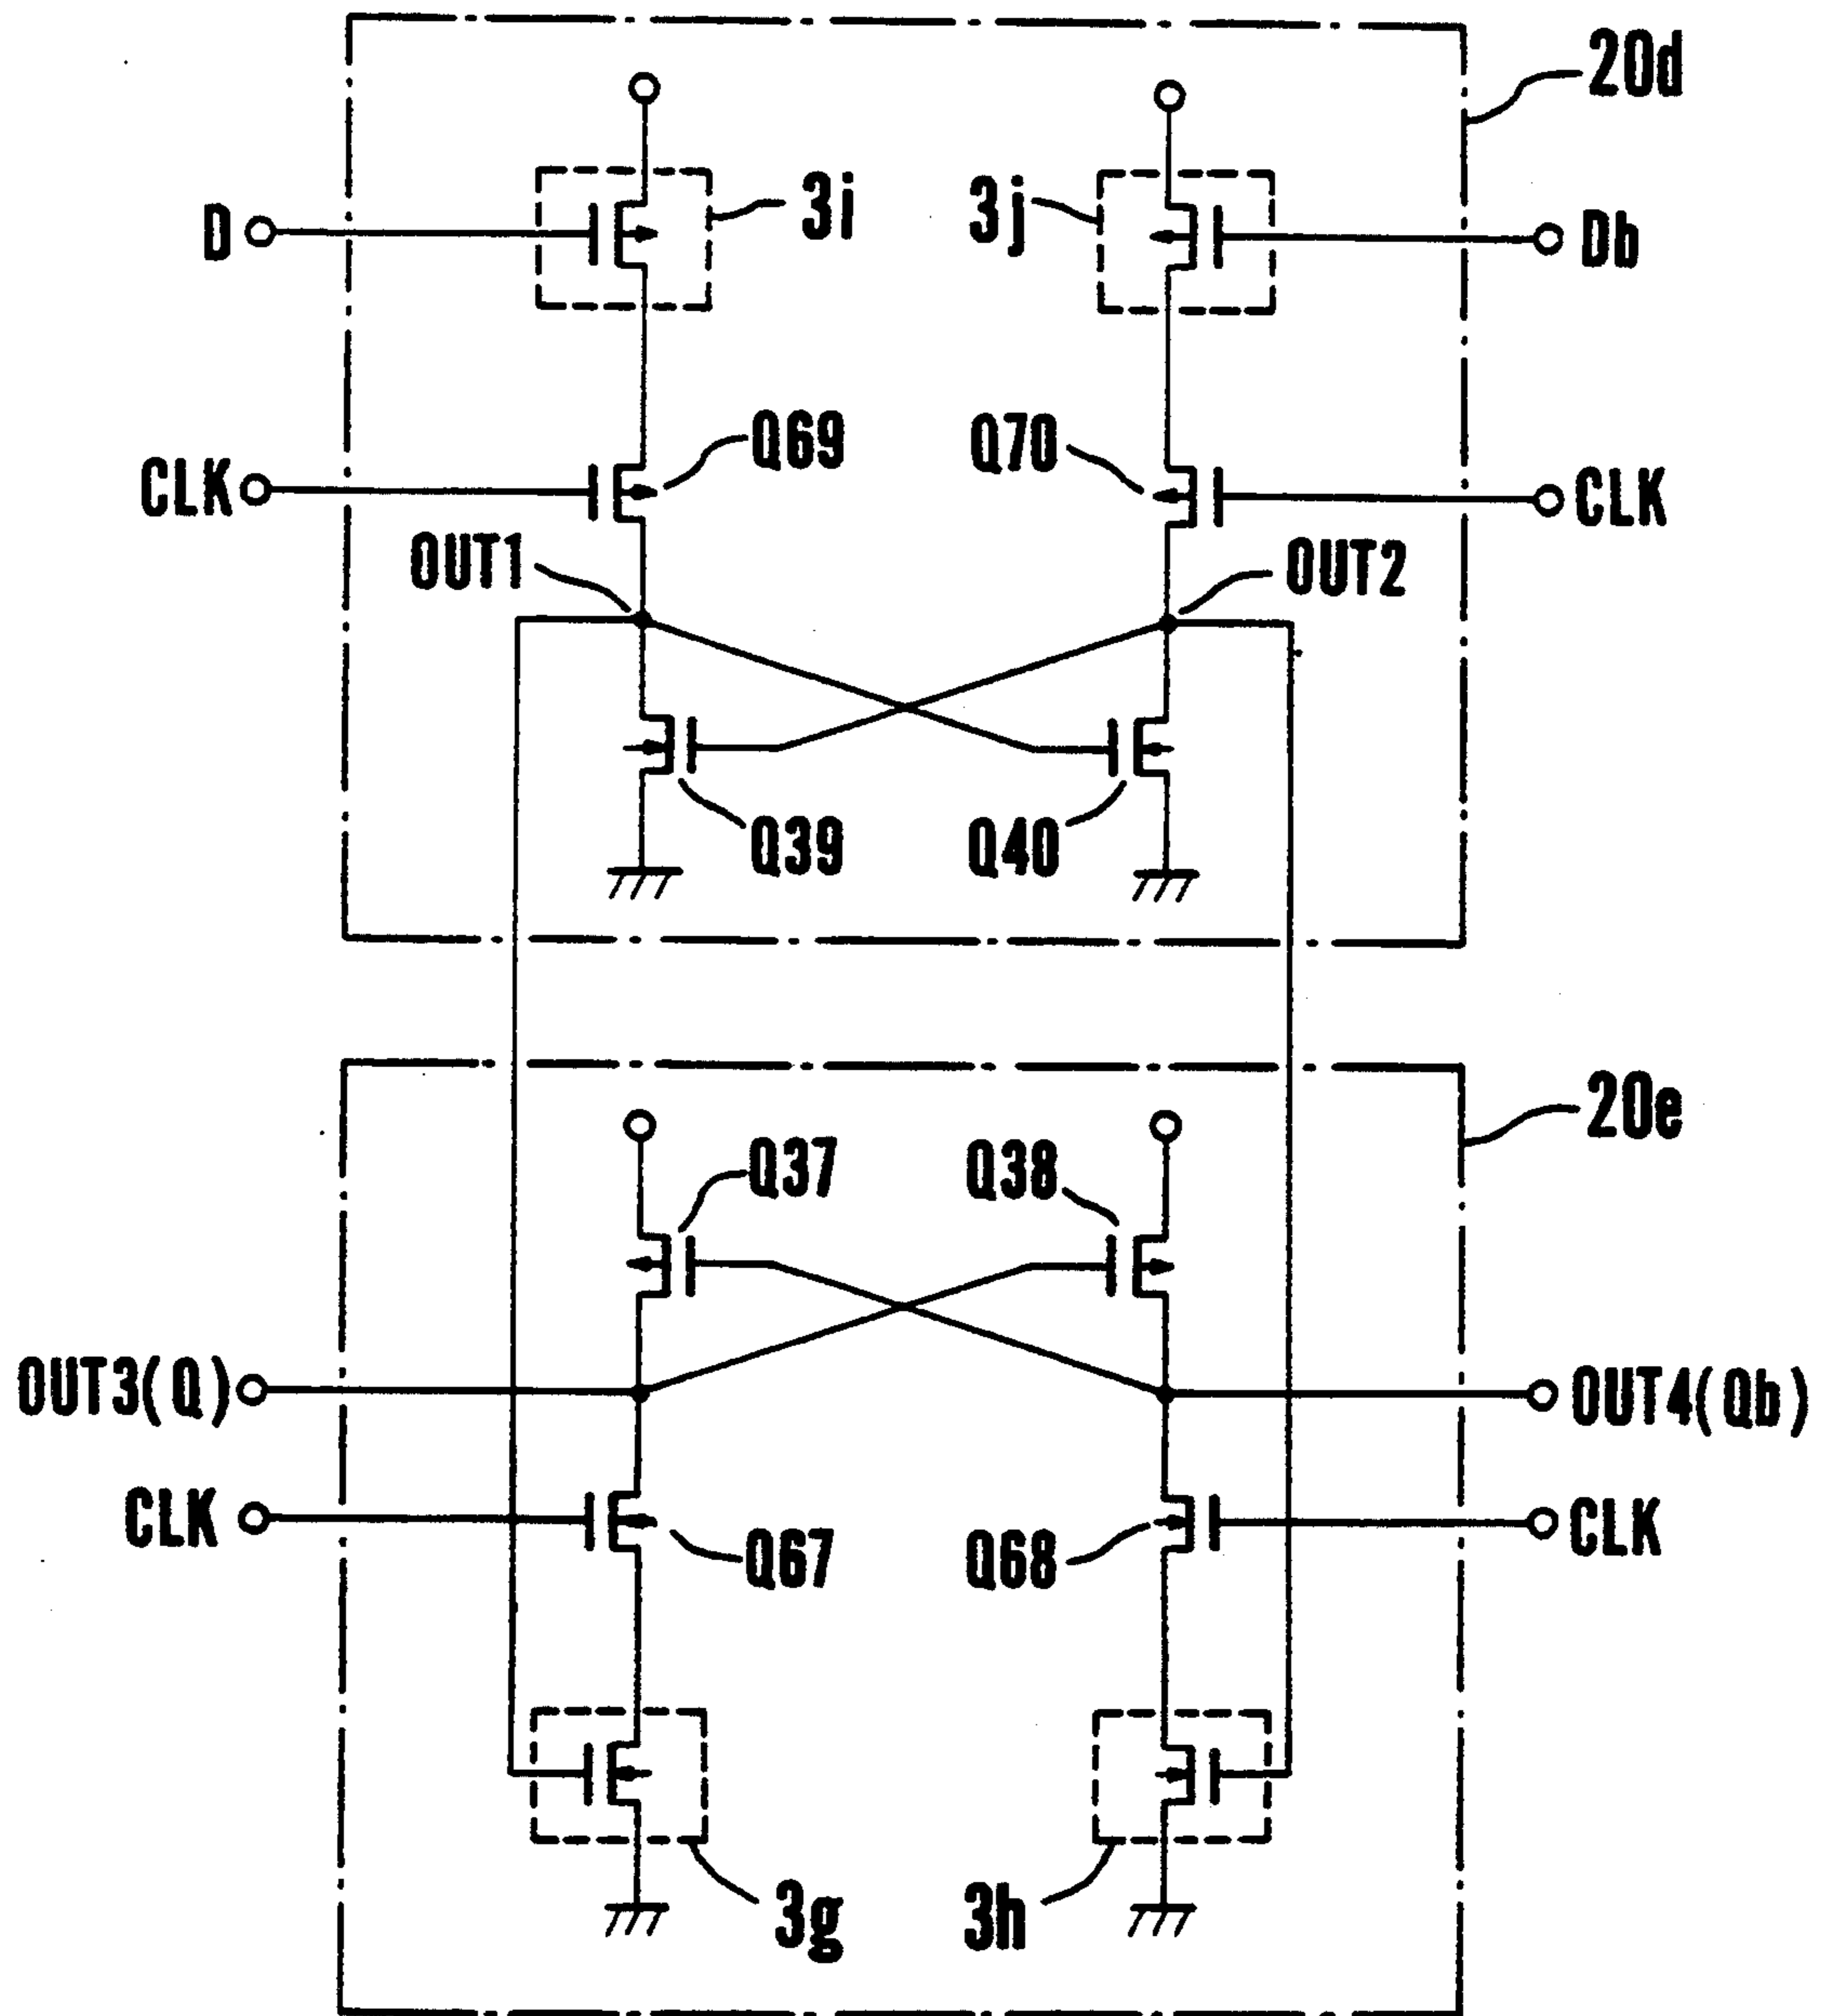 20d
3i
3j
D
Db
Q69
Q70
CLK
CLK
OUT1
OUT2
Q39
Q40
20e
Q37
Q38
OUT3(Q)
OUT4(Qb)
CLK
CLK
Q67
Q68
3g
3h